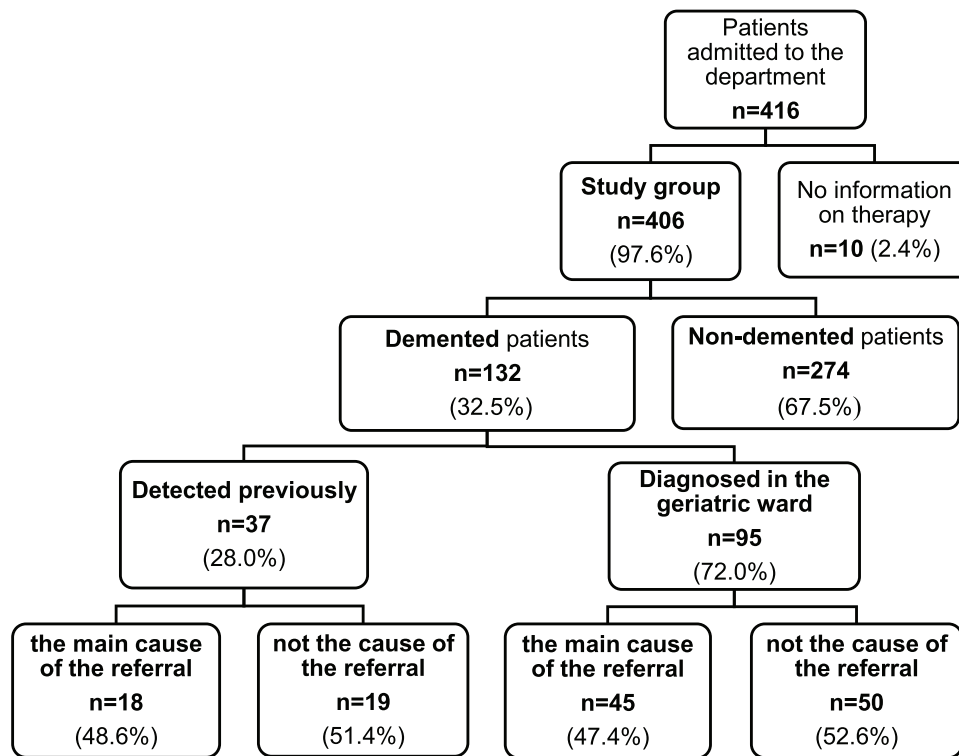 Patients
admitted to the
department
n=416
Study group
n=406
(97.6%)
No information
on therapy
n=10 (2.4%)
Demented patients
n=132
(32.5%)
Non-demented patients
n=274
(67.5%)
Detected previously
n=37
(28.0%)
Diagnosed in the
geriatric ward
n=95
(72.0%)
the main cause
of the referral
n=18
(48.6%)
not the cause of
the referral
n=19
(51.4%)
the main cause
of the referral
n=45
(47.4%)
not the cause of
the referral
n=50
(52.6%)